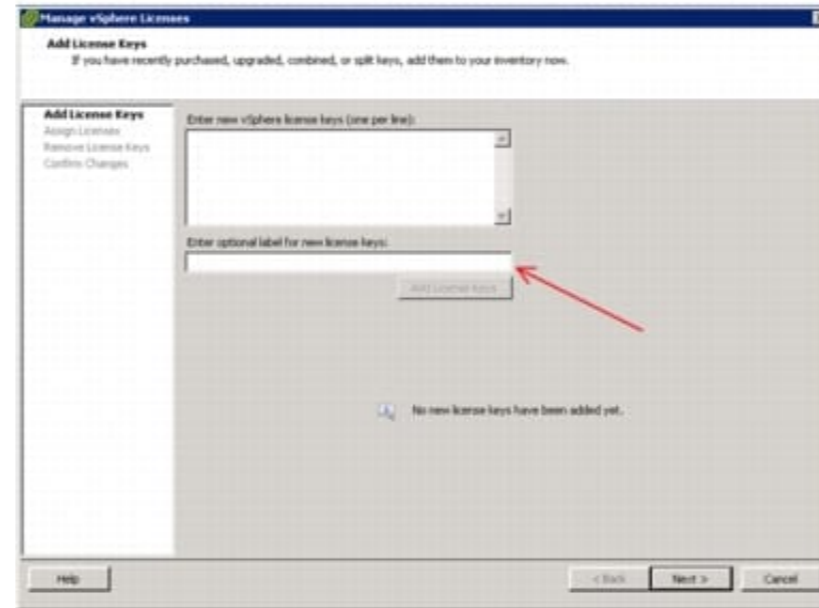 Manage vSphere Licenses
Add License Keys
If you have recently purchased, upgraded, combined, or split keys, add them to your inventory now.
Add License Keys
Assign Licenses
Remove License Keys
Confirm Changes
Enter new vSphere license keys (one per line):
Enter optional label for new license keys:
Add License Keys
No new license keys have been added yet.
Help
< Back
Next >
Cancel